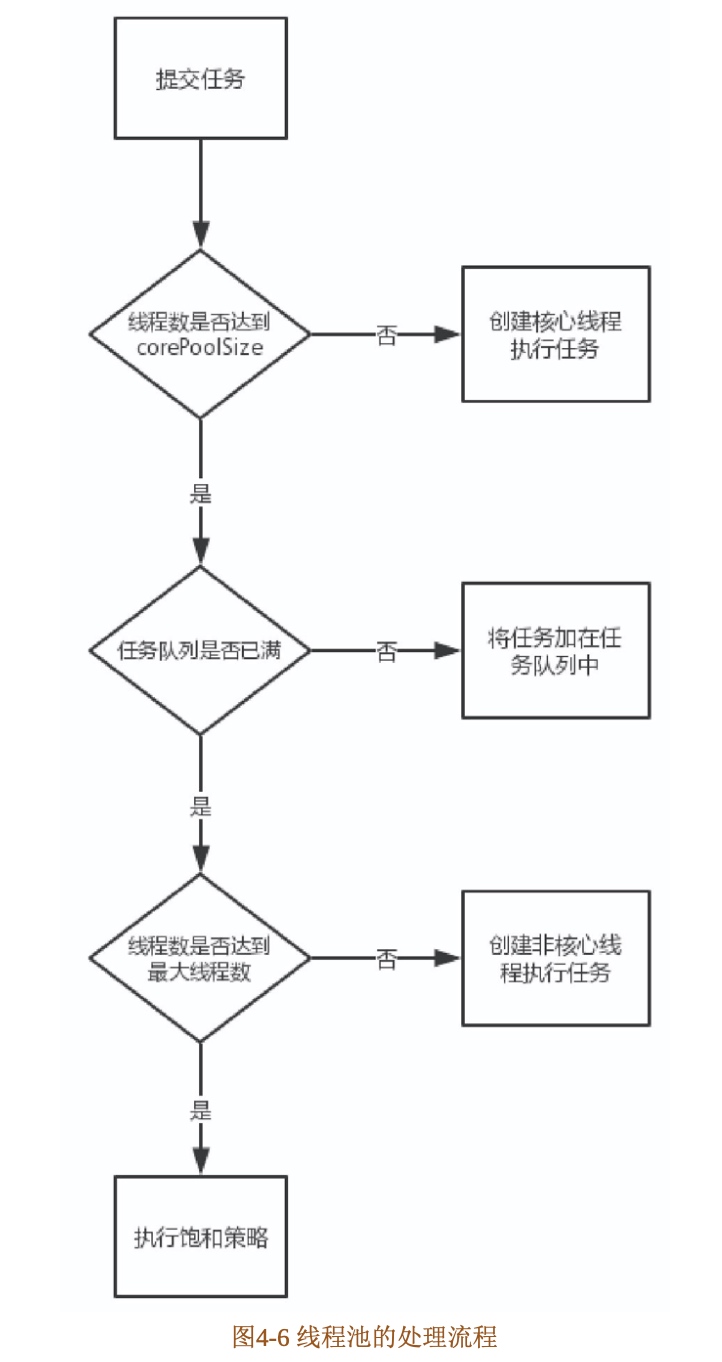 提交任务
线程数是否达到
corePoolSize
否
创建核心线程
执行任务
是
任务队列是否已满
否
将任务加在任
务队列中
是
线程数是否达到
最大线程数
否
创建非核心线
程执行任务
是
执行饱和策略
图4-6 线程池的处理流程